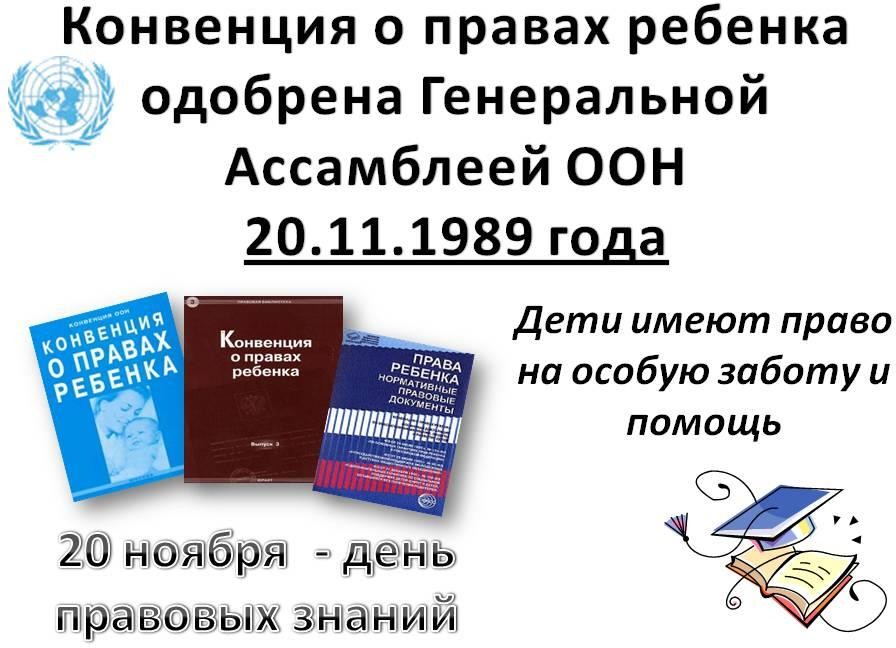 Конвенция о правах ребенка
одобрена Генеральной
Ассамблеей ООН
20.11.1989 года
КОНВЕНЦИЯ ООН
КОНВЕНЦИЯ
О ПРАВАХ
РЕБЕНКА
ПРАВОВАЯ БИБЛИОТЕКА
Конвенция
о правах
ребенка
Выпуск 3
ПРАВА
РЕБЕНКА
НОРМАТИВНЫЕ
ПРАВОВЫЕ
ДОКУМЕНТЫ
Дети имеют право
на особую заботу и
помощь
20 ноября - день
правовых знаний